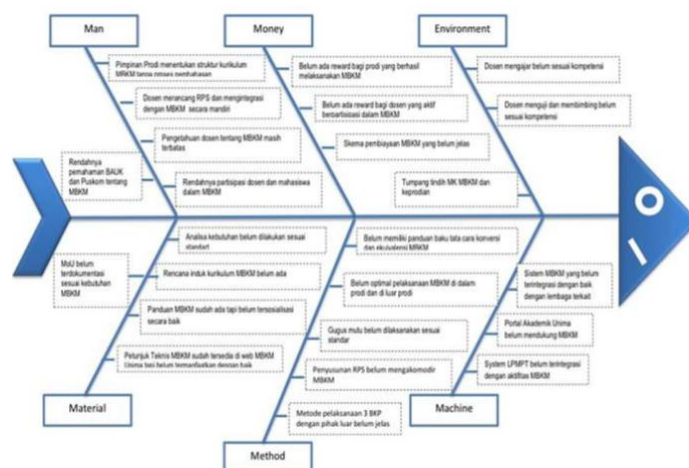 Man
Money
Environment
Pimpinan Prodi menentukan struktur kurikulum
MBKM tanpa proses pembahasan
Dosen merancang RPS dan mengintegrasi
dengan MBKM secara mandiri
Pengetahuan dosen tentang MBKM masih
terbatas
Rendahnya
pemahaman BAUK
dan Puskom tentang
MBKM
Rendahnya partisipasi dosen dan mahasiswa
dalam MBKM
Belum ada reward bagi prodi yang berhasil
melaksanakan MBKM
Belum ada reward bagi dosen yang aktif
berpartisipasi dalam MBKM
Skema pembiayaan MBKM yang belum jelas
Dosen mengajar belum sesuai kompetensi
Dosen menguji dan membimbing belum
sesuai kompetensi
Tumpang tindih MK MBKM dan
keprodian
Analisa kebutuhan belum dilakukan sesuai
standart
MoU belum
terdokumentasi
sesuai kebutuhan
MBKM
Rencana induk kurikulum MBKM belum ada
Panduan MBKM sudah ada tapi belum tersosialisasi
secara baik
Petunjuk Teknis MBKM sudah tersedia di web MBKM
Unima tapi belum termanfaatkan dengan baik
Belum memiliki panduan baku tata cara konversi
dan ekuivalensi MBKM
Belum optimal pelaksanaan MBKM di dalam
prodi dan di luar prodi
Gugus mutu belum dilaksanakan sesuai
standar
Penyusunan RPS belum mengakomodir
MBKM
Metode pelaksanaan 3 BKP
dengan pihak luar belum jelas
Sistem MBKM yang belum
terintegrasi dengan baik
dengan lembaga terkait
Portal Akademik Unima
belum mendukung MBKM
System LPMPT belum terintegrasi
dengan aktifitas MBKM
Material
Method
Machine